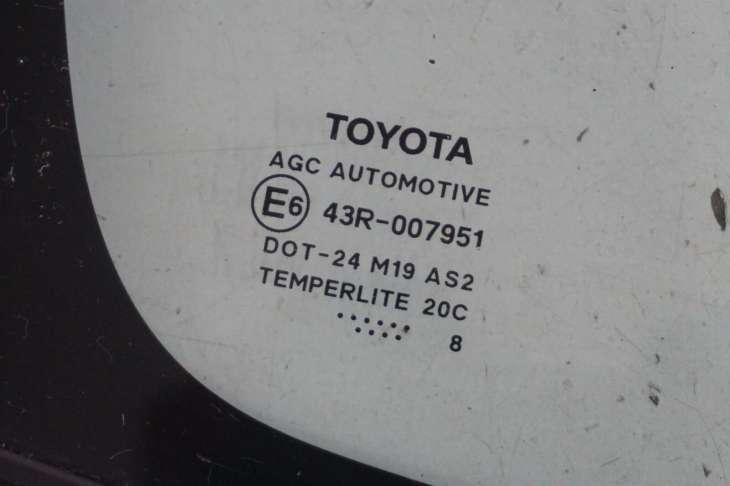 TOYOTA
AGC AUTOMOTIVE
E6 43R-007951
DOT-24 M19 AS2
TEMPERLITE 20C
8